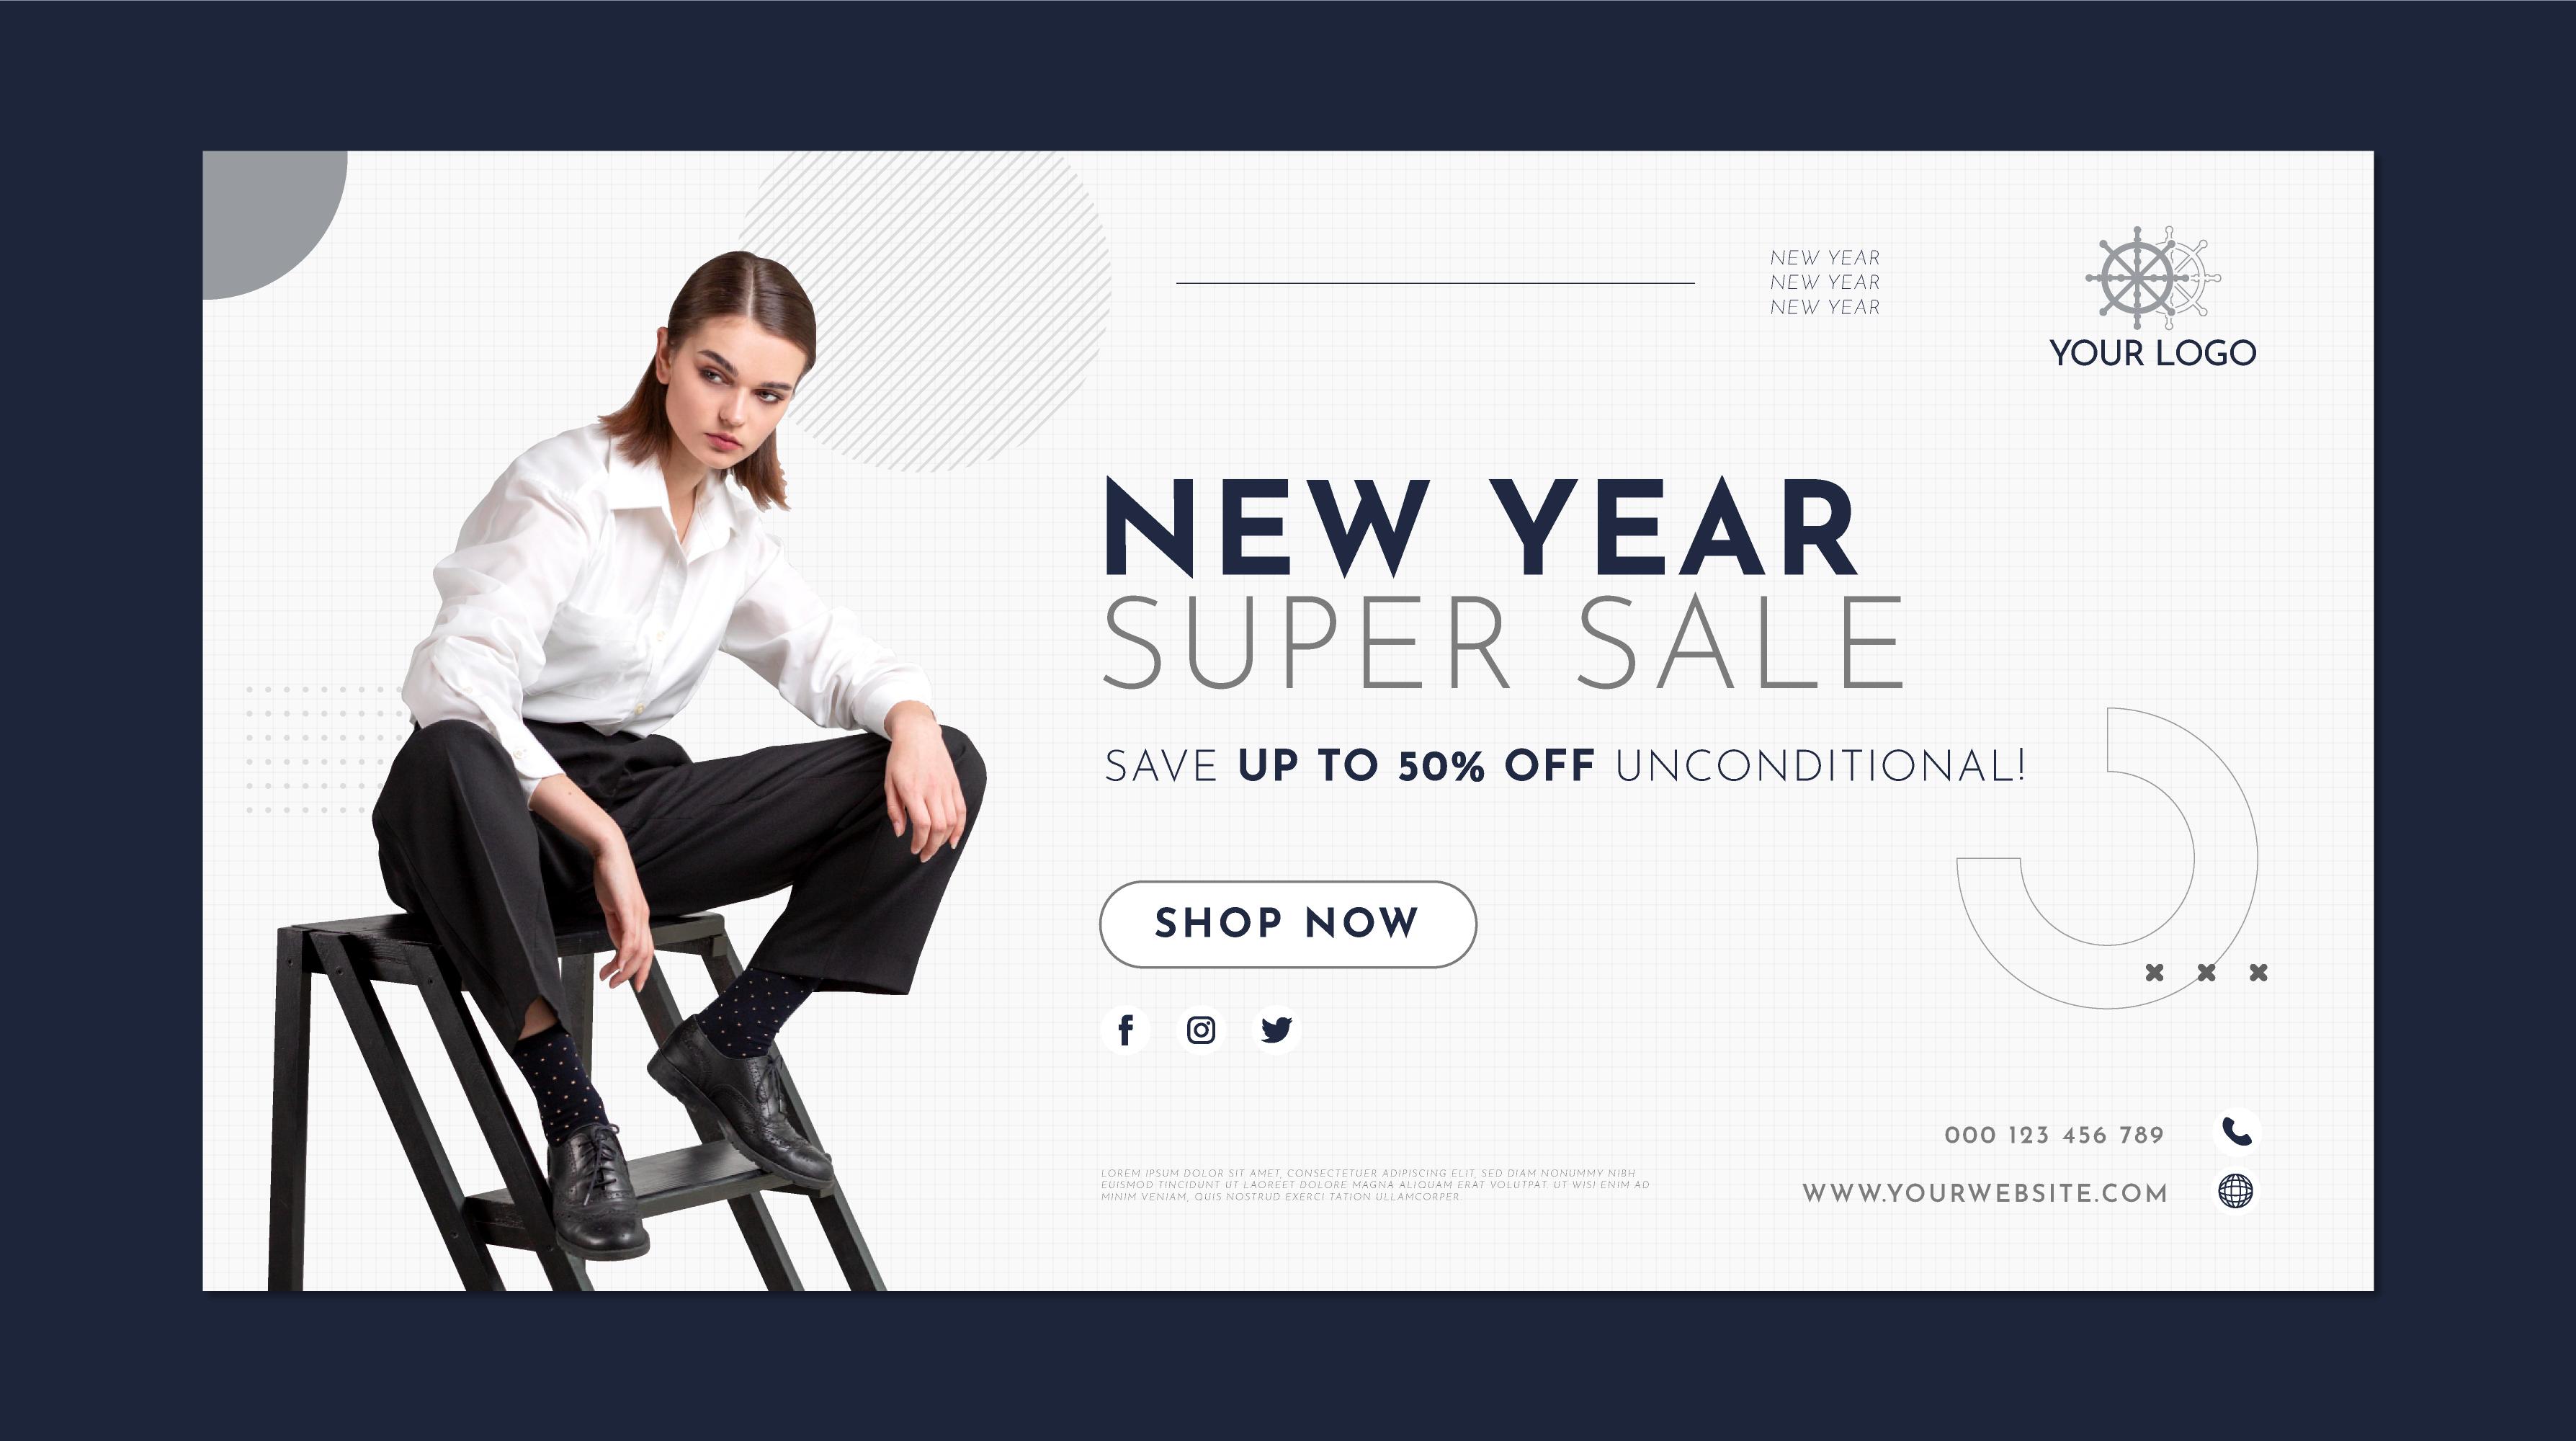 NEW YEAR
NEW YEAR
NEW YEAR
YOUR LOGO
NEW YEAR
SUPER SALE
SAVE UP TO 50% OFF UNCONDITIONAL!
SHOP NOW
000 123 456 789
WWW.YOURWEBSITE.COM
LOREM IPSUM DOLOR SIT AMET, CONSECTETUER ADIPISCING ELIT, SED DIAM NONUMMY NIBH
EUISMOD TINCIDUNT UT LAOREET DOLORE MAGNA ALIQUAM ERAT VOLUTPAT. UT WISI ENIM AD
MINIM VENIAM, QUIS NOSTRUD EXERCI TATION ULLAMCORPER